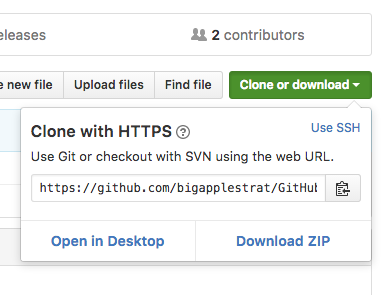 eleases 2 contributors
e new file Upload files Find file Clone or download
Clone with HTTPS ?
Use SSH
Use Git or checkout with SVN using the web URL.
https://github.com/bigapplestrat/GitHub
Open in Desktop Download ZIP